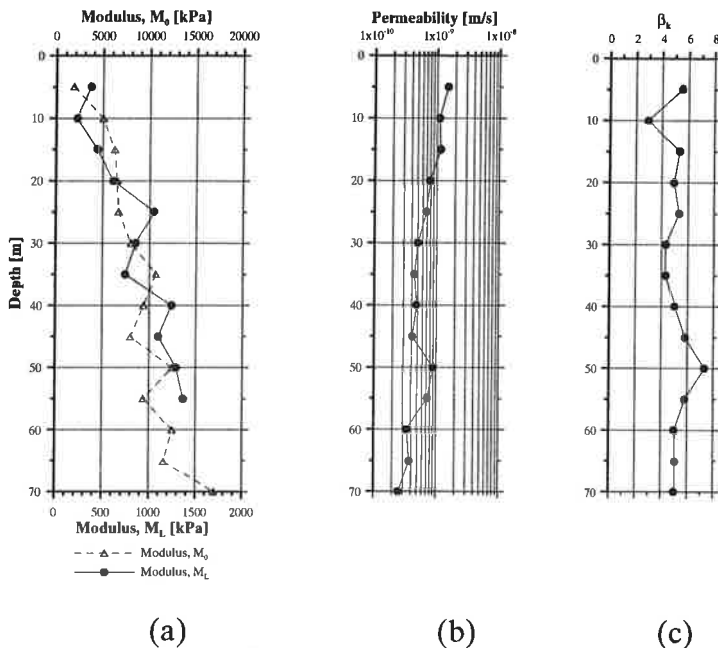 Modulus, M₀ [kPa]
0 5000 10000 15000 20000
Depth [m]
0
10
20
30
40
50
60
70
0 500 1000 1500 2000
Modulus, M_L [kPa]
Modulus, M₀
Modulus, M_L
(a)
Permeability [m/s]
1x10⁻¹⁰ 1x10⁻⁹ 1x10⁻⁸
0
10
20
30
40
50
60
70
(b)
β_k
0 2 4 6 8
0
10
20
30
40
50
60
70
(c)